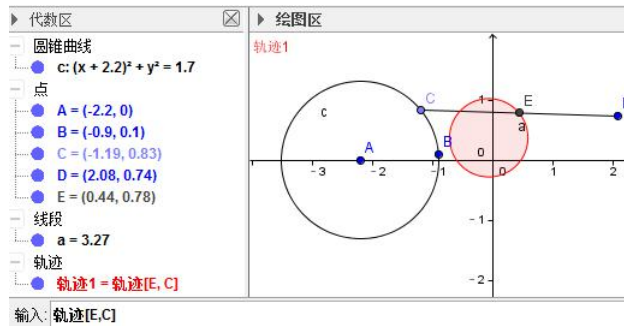 代数区
圆锥曲线
c: (x + 2.2)² + y² = 1.7
点
A = (-2.2, 0)
B = (-0.9, 0.1)
C = (-1.19, 0.83)
D = (2.08, 0.74)
E = (0.44, 0.78)
线段
a = 3.27
轨迹
轨迹1 = 轨迹[E, C]
绘图区
轨迹1
C
1
E
a
c
A
B
0
-3
-2
-1
0
1
2
-1
-2
输入: 轨迹[E,C]